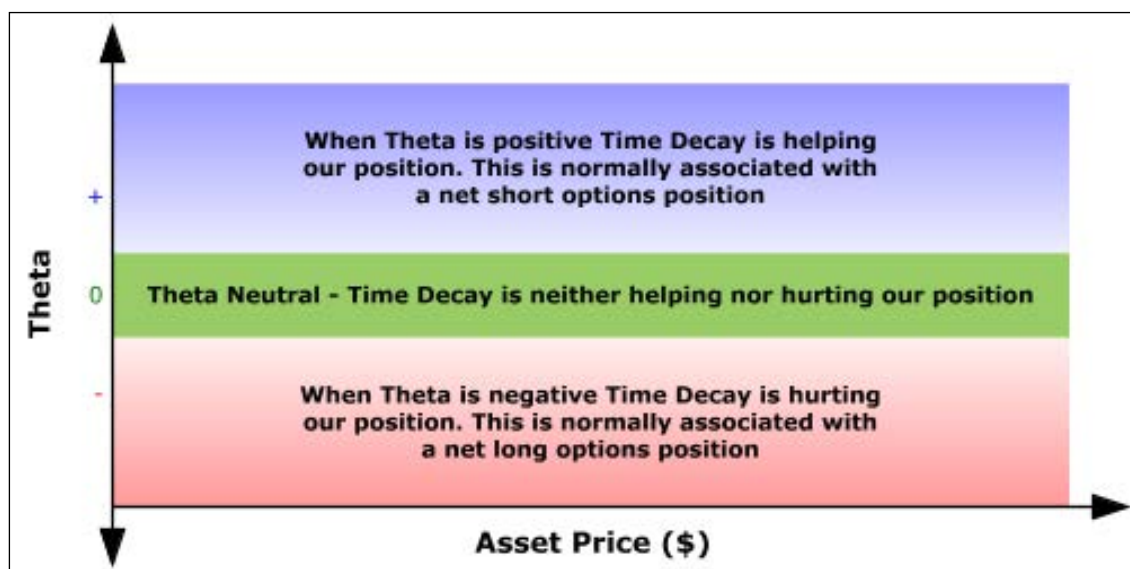 When Theta is positive Time Decay is helping
our position. This is normally associated with
a net short options position
+
Theta
0
Theta Neutral - Time Decay is neither helping nor hurting our position
-
When Theta is negative Time Decay is hurting
our position. This is normally associated with
a net long options position
Asset Price ($)